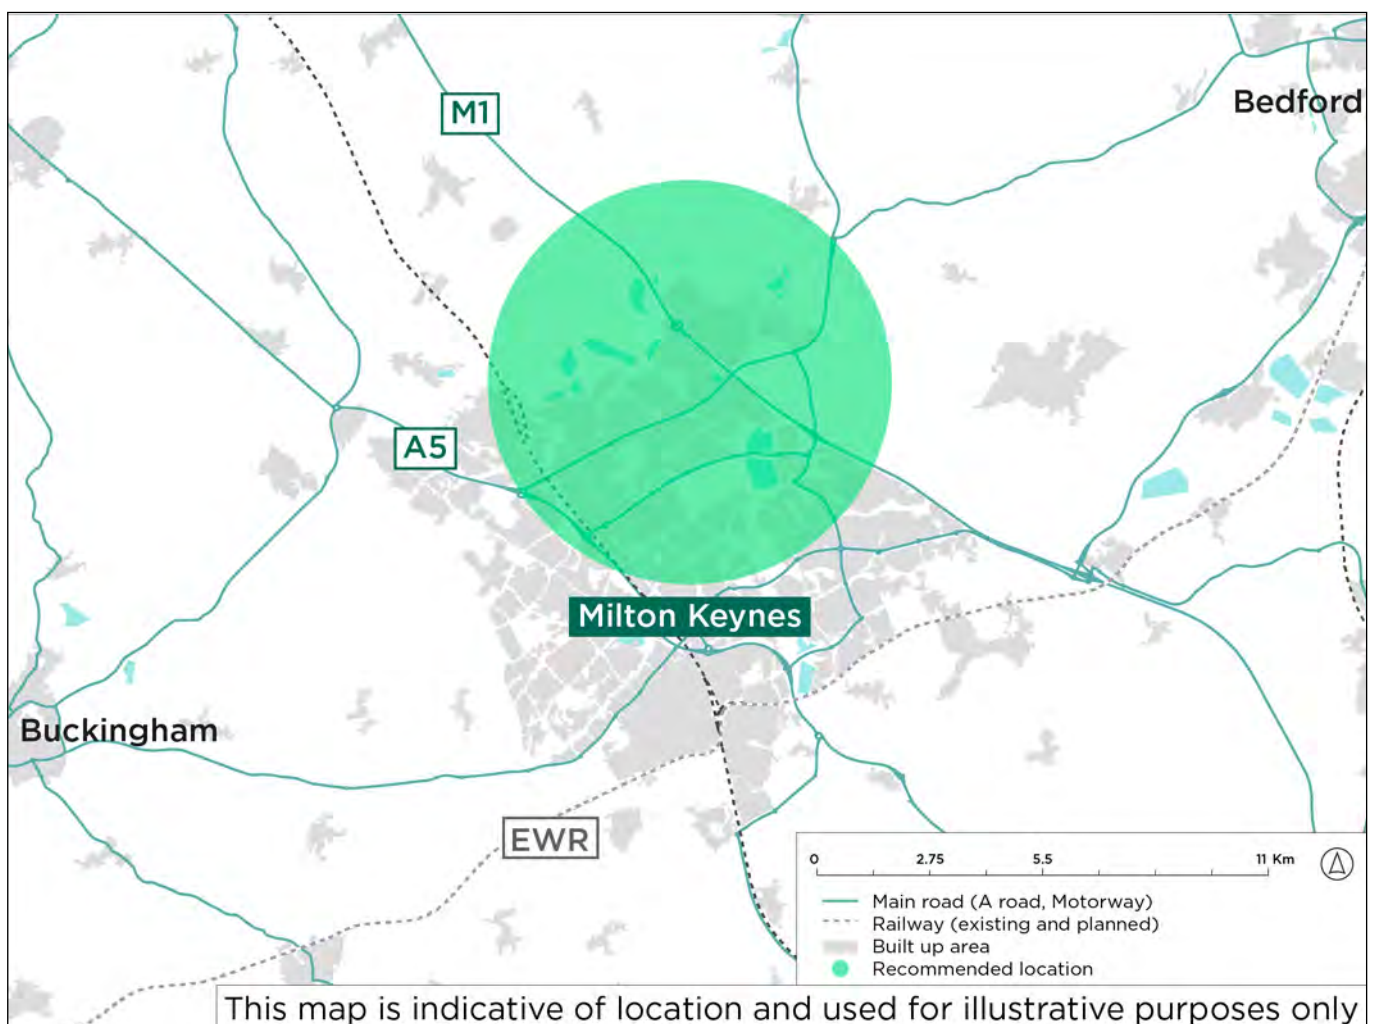 M1
Bedford
A5
Milton Keynes
Buckingham
EWR
0 2.75 5.5 11 Km
Main road (A road, Motorway)
Railway (existing and planned)
Built up area
Recommended location
This map is indicative of location and used for illustrative purposes only